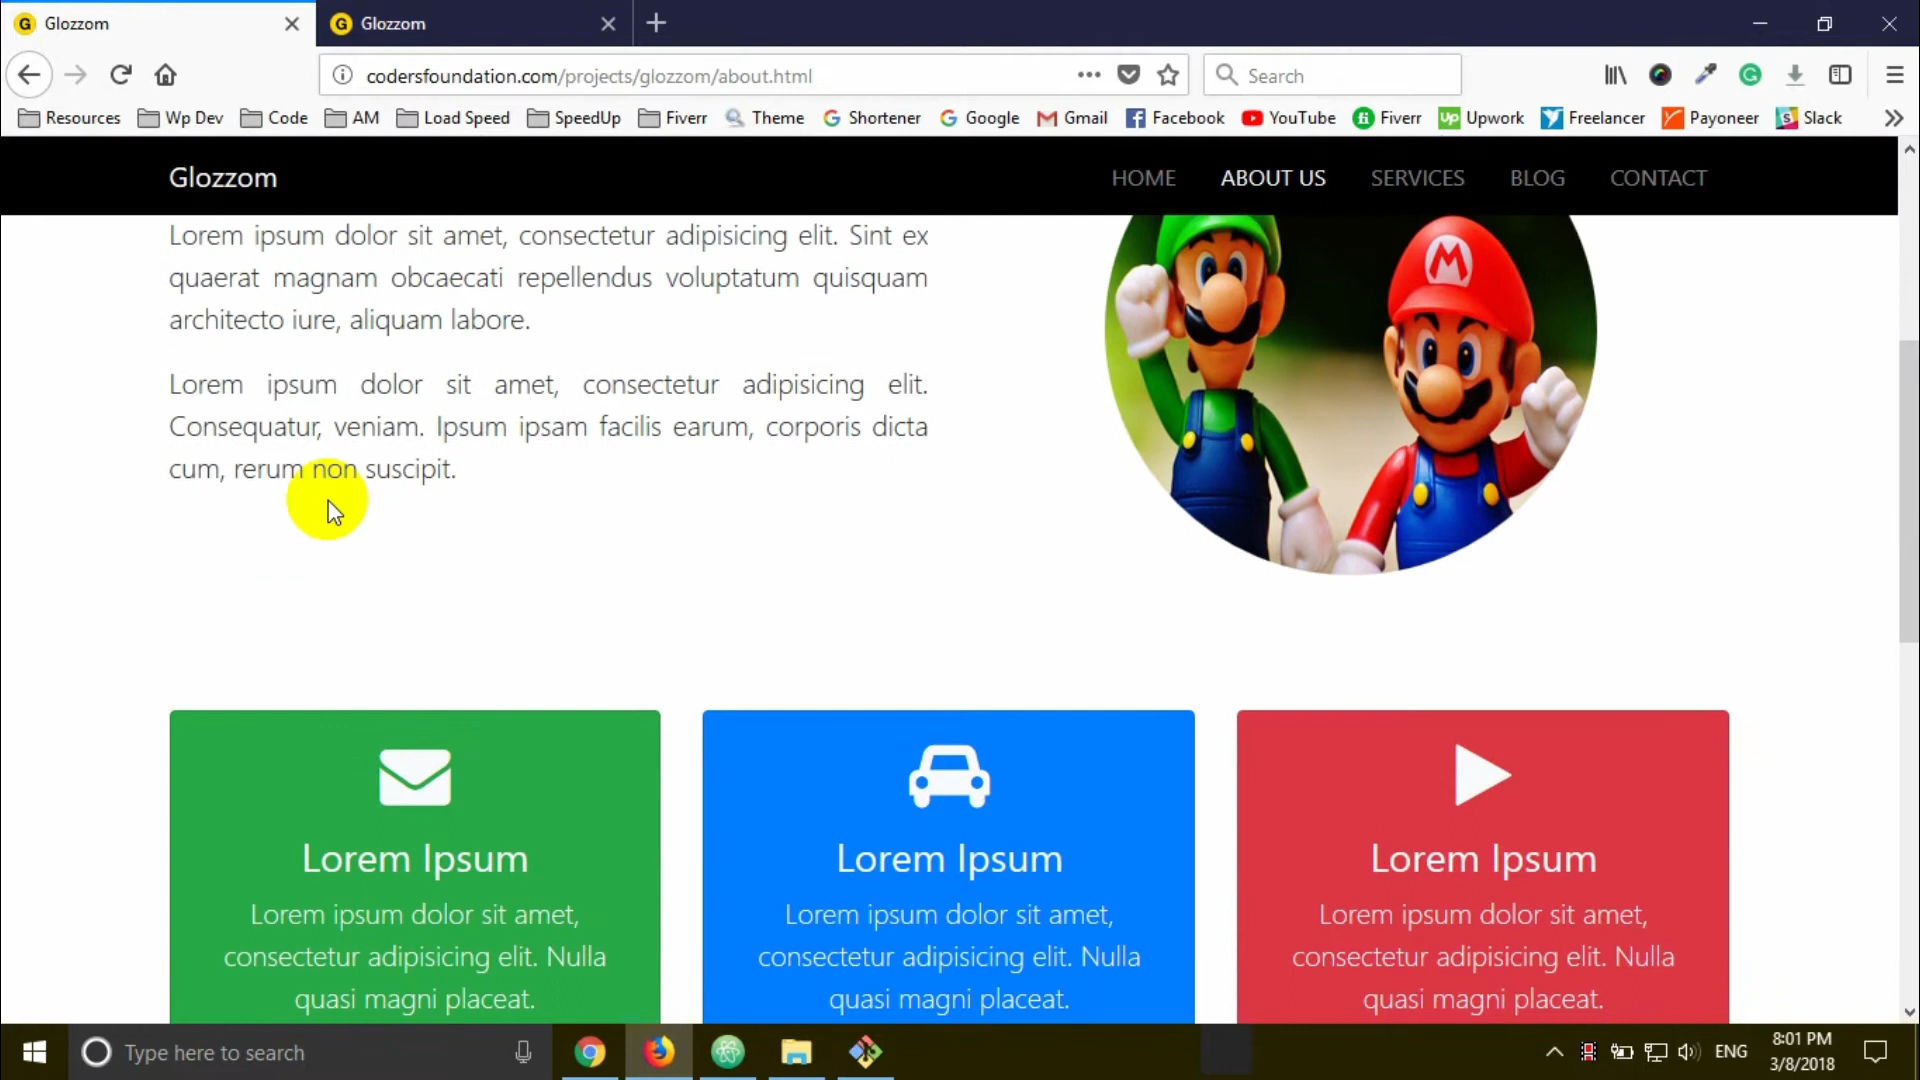 Glozzom
Glozzom
codersfoundation.com/projects/glozzom/about.html
Search
Resources Wp Dev Code AM Load Speed SpeedUp Fiverr Theme Shortener Google Gmail Facebook YouTube Fiverr Upwork Freelancer Payoneer Slack
Glozzom HOME ABOUT US SERVICES BLOG CONTACT
Lorem ipsum dolor sit amet, consectetur adipisicing elit. Sint ex
quaerat magnam obcaecati repellendus voluptatum quisquam
architecto iure, aliquam labore.
Lorem ipsum dolor sit amet, consectetur adipisicing elit.
Consequatur, veniam. Ipsum ipsam facilis earum, corporis dicta
cum, rerum non suscipit.
M
Lorem Ipsum
Lorem ipsum dolor sit amet,
consectetur adipisicing elit. Nulla
quasi magni placeat.
Lorem Ipsum
Lorem ipsum dolor sit amet,
consectetur adipisicing elit. Nulla
quasi magni placeat.
Lorem Ipsum
Lorem ipsum dolor sit amet,
consectetur adipisicing elit. Nulla
quasi magni placeat.
Type here to search
ENG
8:01 PM
3/8/2018